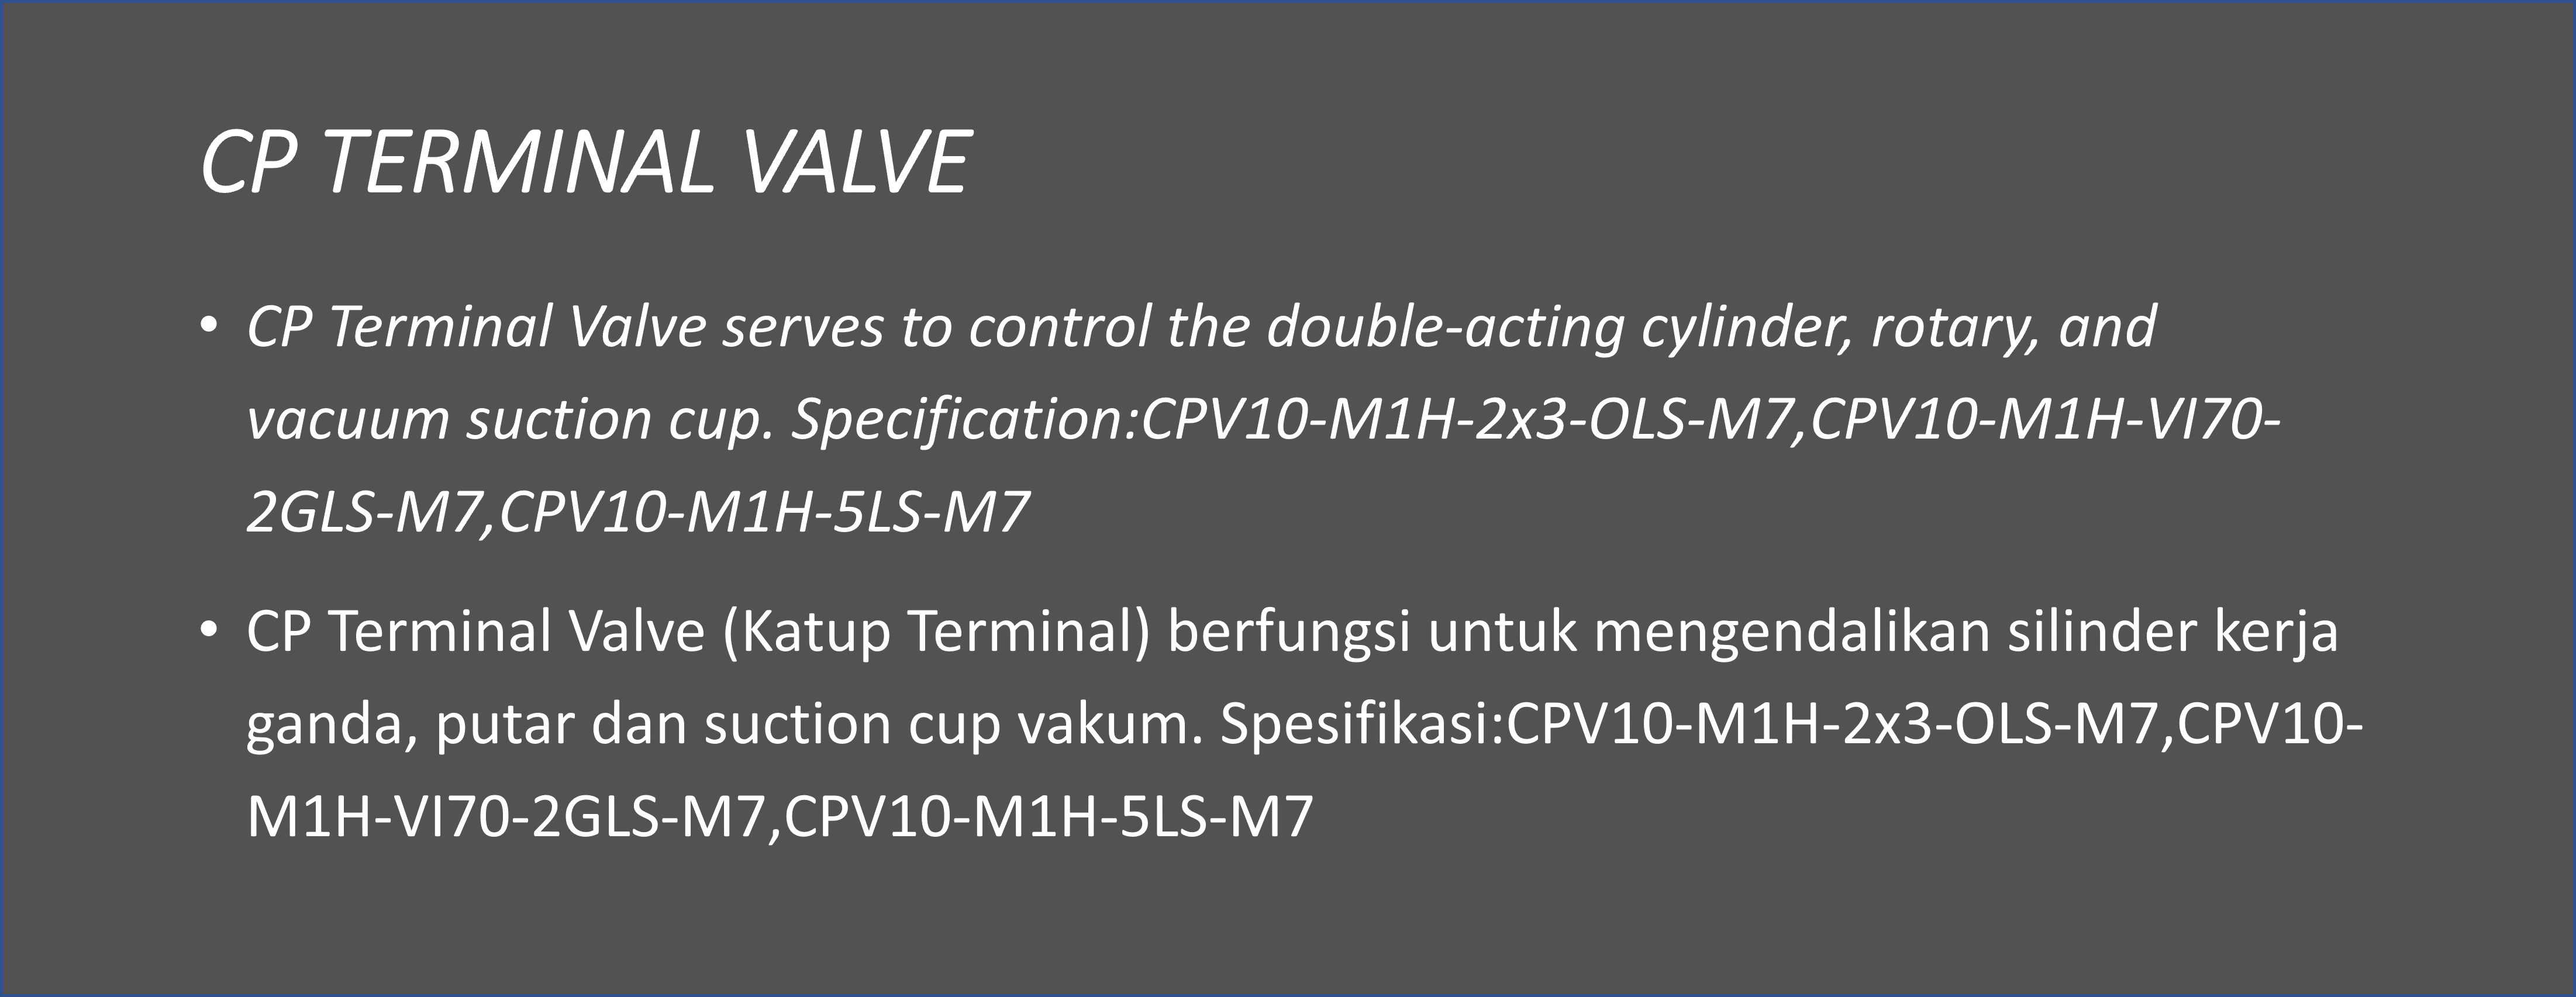 CP TERMINAL VALVE
• CP Terminal Valve serves to control the double-acting cylinder, rotary, and
vacuum suction cup. Specification:CPV10-M1H-2x3-OLS-M7,CPV10-M1H-VI70-
2GLS-M7,CPV10-M1H-5LS-M7
• CP Terminal Valve (Katup Terminal) berfungsi untuk mengendalikan silinder kerja
ganda, putar dan suction cup vakum. Spesifikasi:CPV10-M1H-2x3-OLS-M7,CPV10-
M1H-VI70-2GLS-M7,CPV10-M1H-5LS-M7